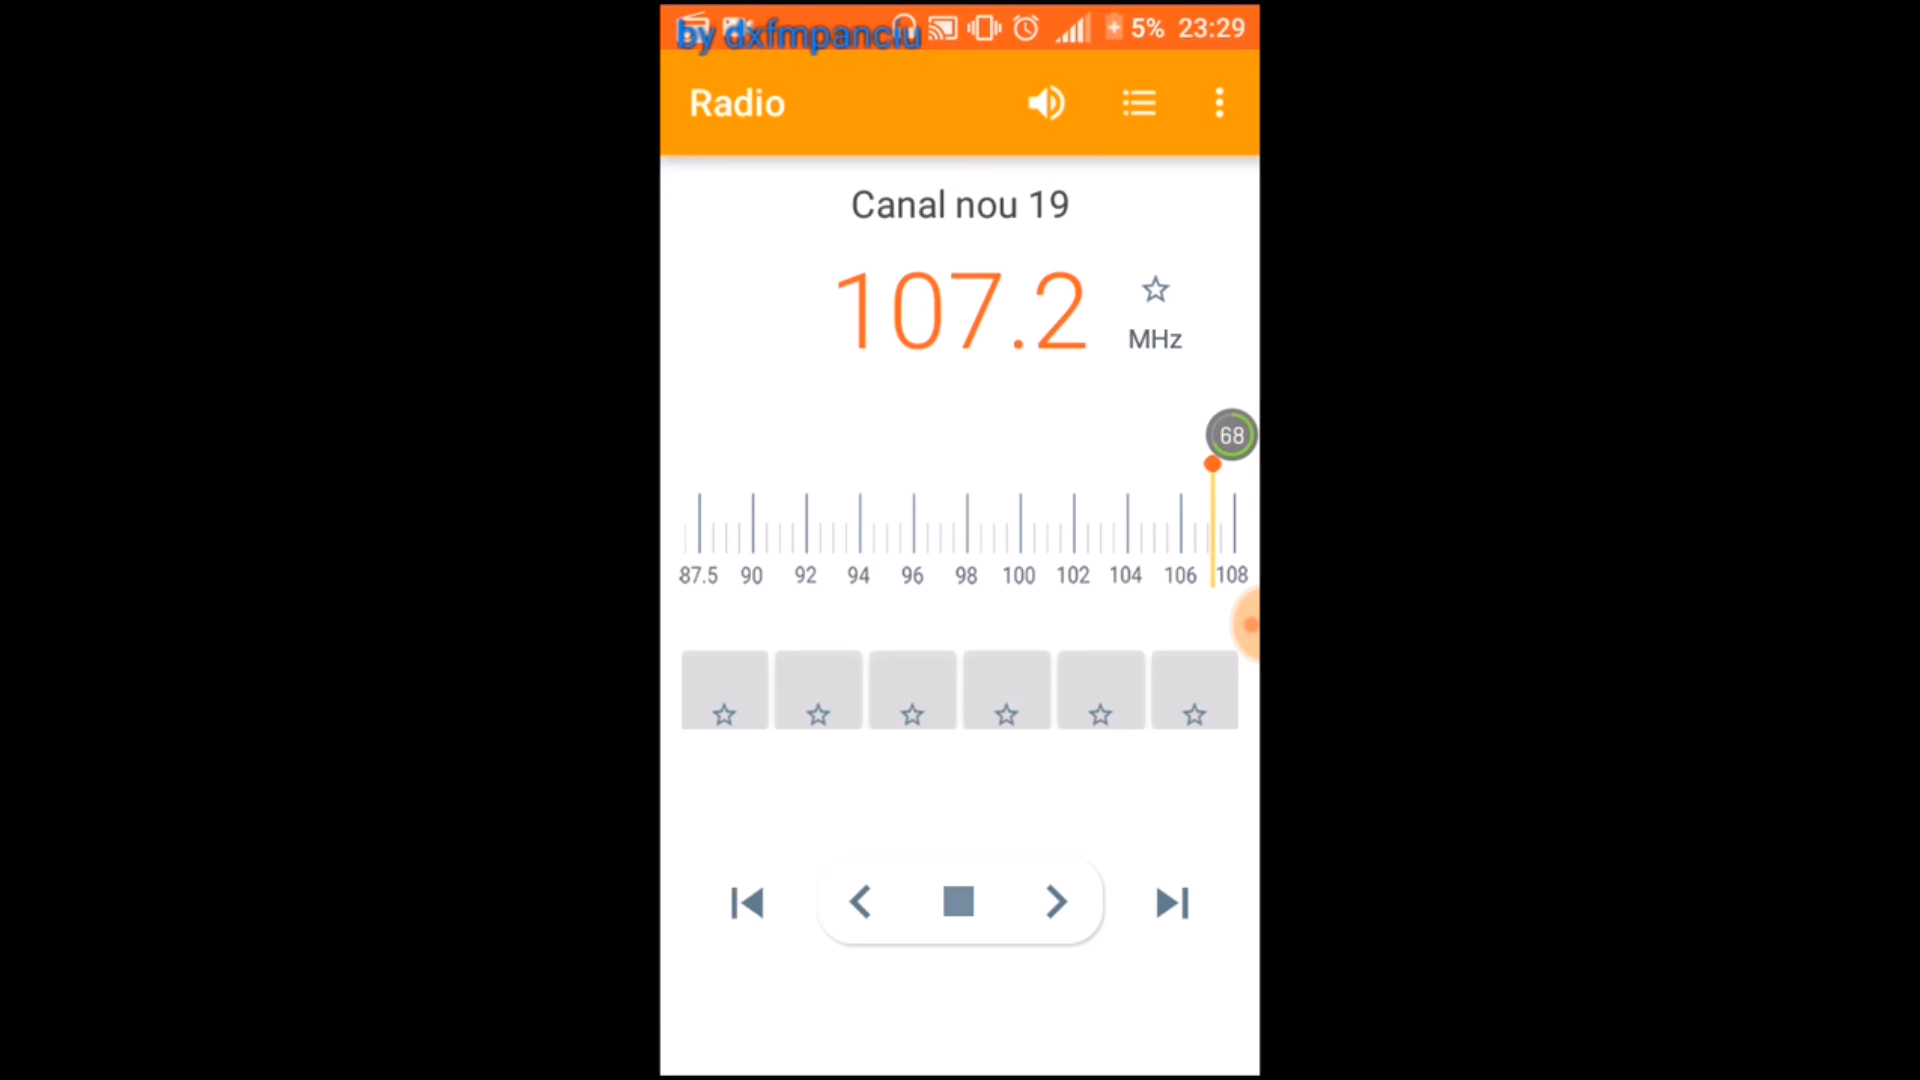 by dxfmpanciu
5% 23:29
Radio
Canal nou 19
107.2
MHz
68
87.5 90 92 94 96 98 100 102 104 106 108